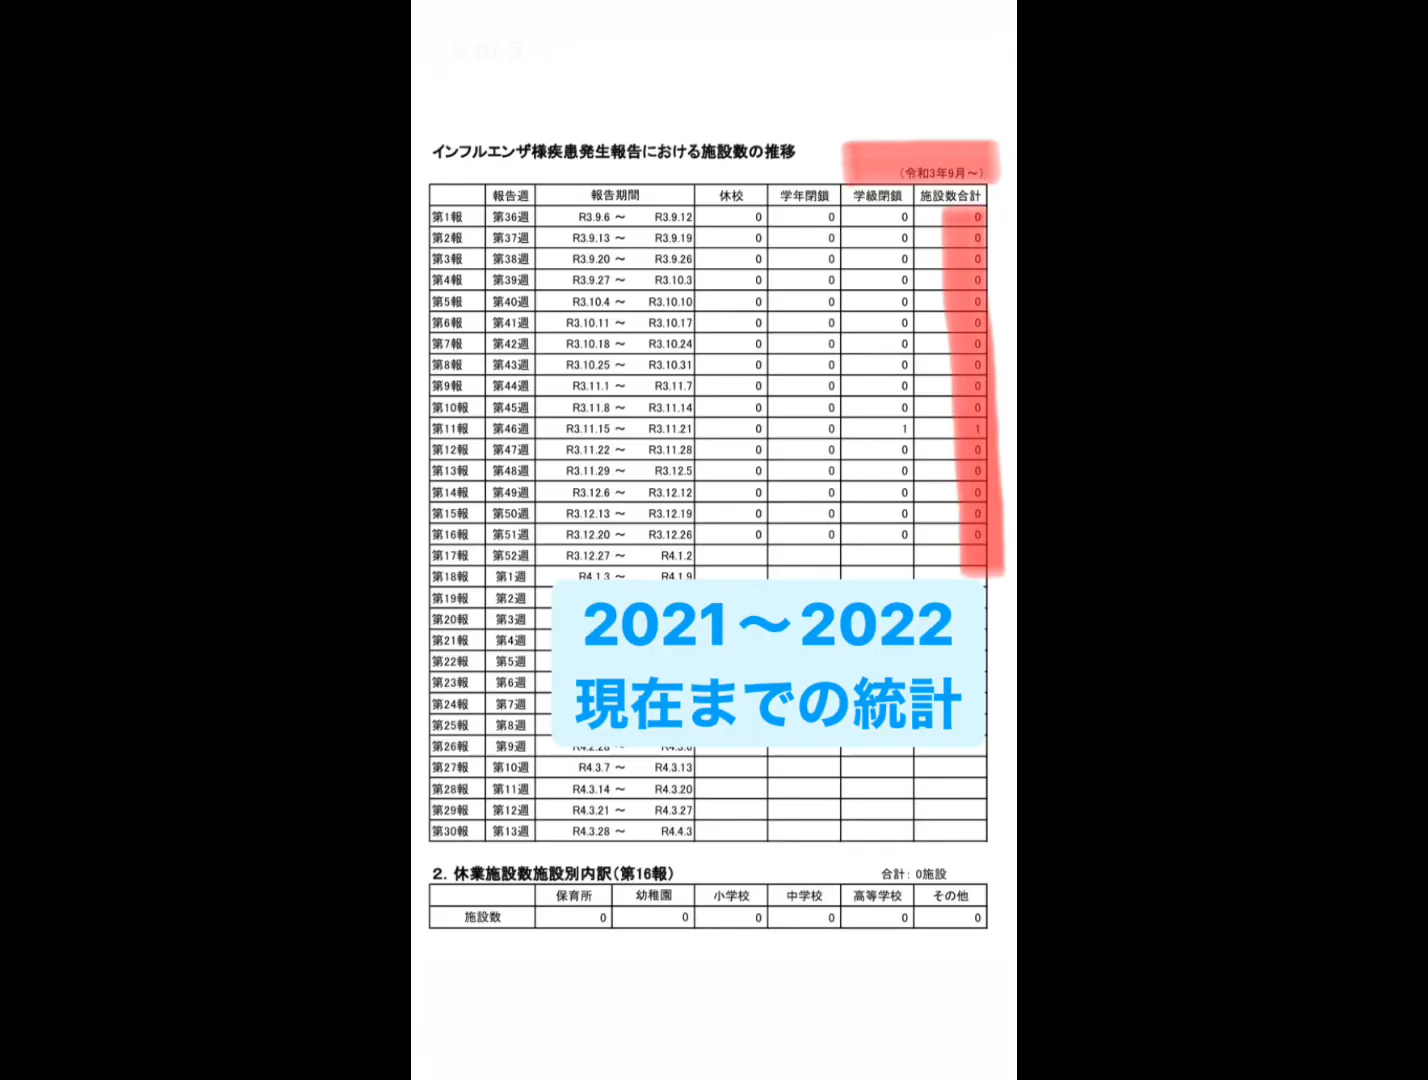 インフルエンザ様疾患発生報告における施設数の推移
（令和3年9月～）
報告週 報告期間 休校 学年閉鎖 学級閉鎖 施設数合計
第1報 第36週 R3.9.6 ～ R3.9.12 0 0 0 0
第2報 第37週 R3.9.13 ～ R3.9.19 0 0 0 0
第3報 第38週 R3.9.20 ～ R3.9.26 0 0 0 0
第4報 第39週 R3.9.27 ～ R3.10.3 0 0 0 0
第5報 第40週 R3.10.4 ～ R3.10.10 0 0 0 0
第6報 第41週 R3.10.11 ～ R3.10.17 0 0 0 0
第7報 第42週 R3.10.18 ～ R3.10.24 0 0 0 0
第8報 第43週 R3.10.25 ～ R3.10.31 0 0 0 0
第9報 第44週 R3.11.1 ～ R3.11.7 0 0 0 0
第10報 第45週 R3.11.8 ～ R3.11.14 0 0 0 0
第11報 第46週 R3.11.15 ～ R3.11.21 0 0 1 1
第12報 第47週 R3.11.22 ～ R3.11.28 0 0 0 0
第13報 第48週 R3.11.29 ～ R3.12.5 0 0 0 0
第14報 第49週 R3.12.6 ～ R3.12.12 0 0 0 0
第15報 第50週 R3.12.13 ～ R3.12.19 0 0 0 0
第16報 第51週 R3.12.20 ～ R3.12.26 0 0 0 0
第17報 第52週 R3.12.27 ～ R4.1.2
第18報 第1週 R4.1.3 ～ R4.1.9
第19報 第2週
第20報 第3週
第21報 第4週
第22報 第5週
第23報 第6週
第24報 第7週
第25報 第8週
第26報 第9週
第27報 第10週 R4.3.7 ～ R4.3.13
第28報 第11週 R4.3.14 ～ R4.3.20
第29報 第12週 R4.3.21 ～ R4.3.27
第30報 第13週 R4.3.28 ～ R4.4.3
2021～2022
現在までの統計
2．休業施設数施設別内訳（第16報）
合計： 0施設
保育所 幼稚園 小学校 中学校 高等学校 その他
施設数 0 0 0 0 0 0